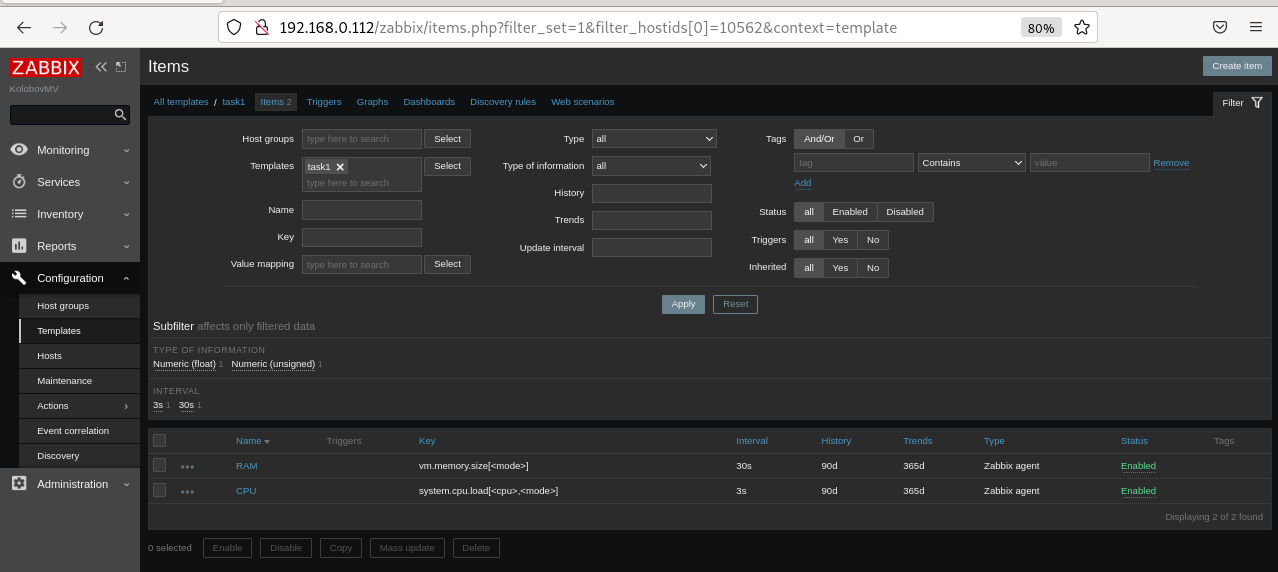 192.168.0.112/zabbix/items.php?filter_set=1&filter_hostids[0]=10562&context=template 80%
ZABBIX
KolobovMV
Monitoring
Services
Inventory
Reports
Configuration
Host groups
Templates
Hosts
Maintenance
Actions
Event correlation
Discovery
Administration
Items Create item
All templates / task1 Items 2 Triggers Graphs Dashboards Discovery rules Web scenarios Filter
Host groups type here to search Select Type all Tags And/Or Or
Templates task1 Select Type of information all tag Contains value Remove
type here to search History Add
Name Trends Status all Enabled Disabled
Key Update interval Triggers all Yes No
Value mapping type here to search Select Inherited all Yes No
Apply Reset
Subfilter affects only filtered data
TYPE OF INFORMATION
Numeric (float) 1 Numeric (unsigned) 1
INTERVAL
3s 1 30s 1
Name Triggers Key Interval History Trends Type Status Tags
RAM vm.memory.size[<mode>] 30s 90d 365d Zabbix agent Enabled
CPU system.cpu.load[<cpu>,<mode>] 3s 90d 365d Zabbix agent Enabled
Displaying 2 of 2 found
0 selected Enable Disable Copy Mass update Delete